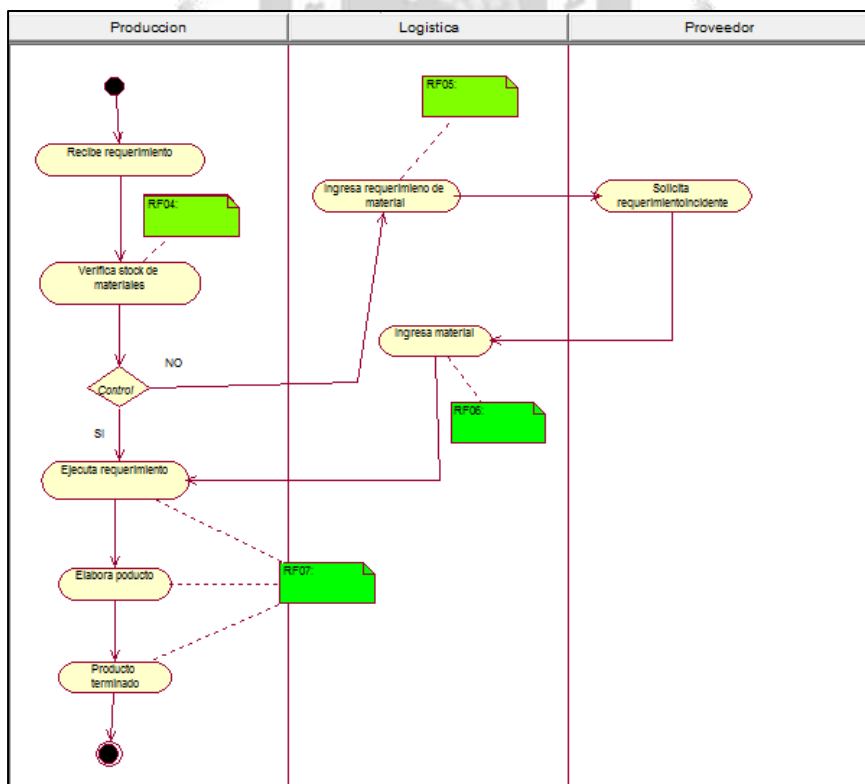 Produccion
Logistica
Proveedor
RF05:
Recibe requerimiento
Ingresa requerimieno de
material
Solicita
requerimientoincidente
RF04:
Verifica stock de
materiales
Ingresa material
NO
Control
RF06:
SI
Ejecuta requerimiento
RF07:
Elabora poducto
Producto
terminado